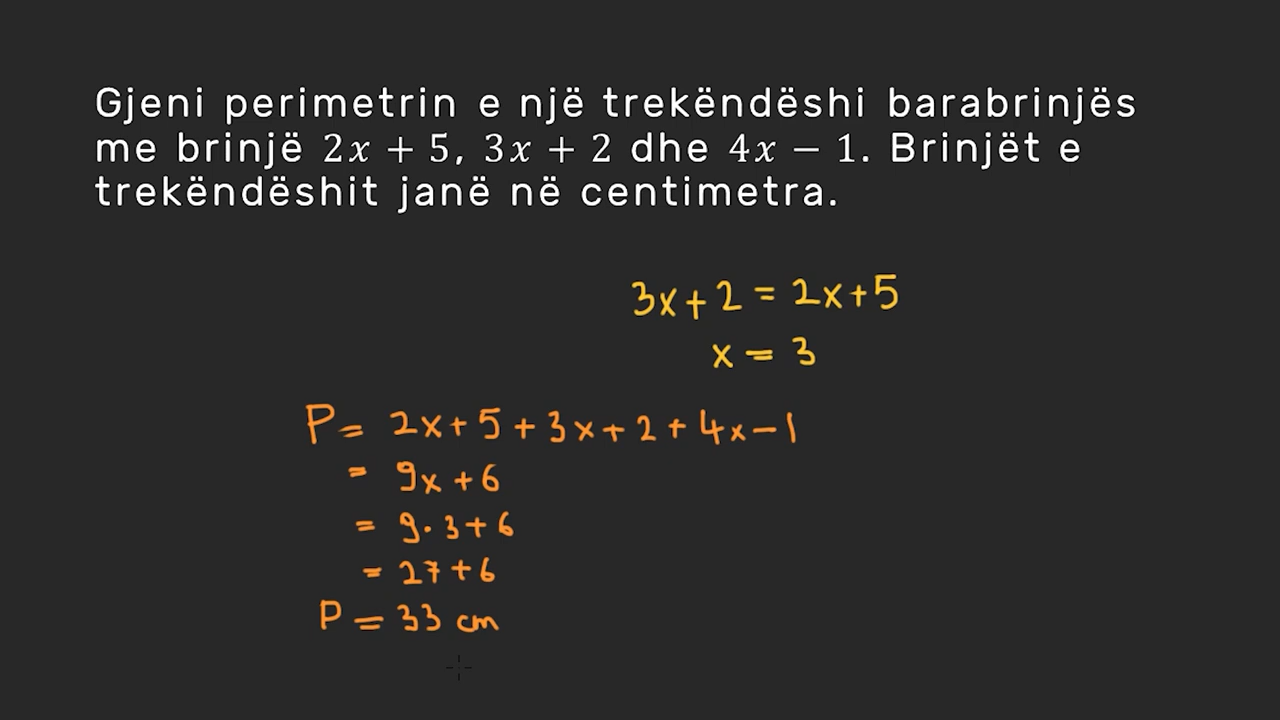 Gjeni perimetrin e një trekëndëshi barabrinjës
me brinjë 2x + 5, 3x + 2 dhe 4x − 1. Brinjët e
trekëndëshit janë në centimetra.
3x+2 = 2x+5
x = 3
P = 2x+5+3x+2+4x−1
= 9x+6
= 9·3+6
= 27+6
P = 33 cm